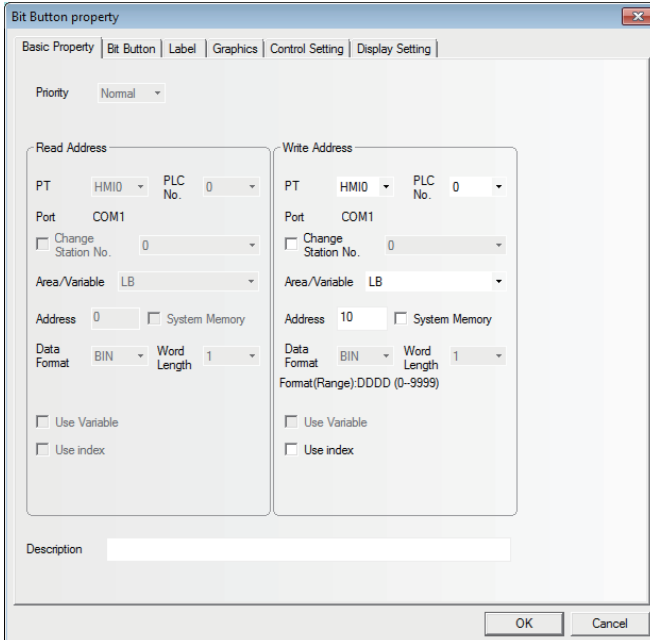 Bit Button property
Basic Property Bit Button Label Graphics Control Setting Display Setting
Priority Normal
Read Address
PT HMI0 PLC No. 0
Port COM1
Change Station No. 0
Area/Variable LB
Address 0 System Memory
Data Format BIN Word Length 1
Use Variable
Use index
Write Address
PT HMI0 PLC No. 0
Port COM1
Change Station No. 0
Area/Variable LB
Address 10 System Memory
Data Format BIN Word Length 1
Format(Range):DDDD (0--9999)
Use Variable
Use index
Description
OK Cancel